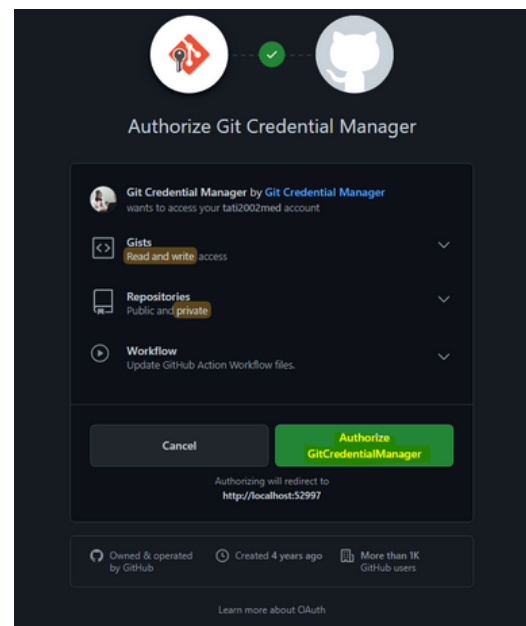 Authorize Git Credential Manager
Git Credential Manager by Git Credential Manager
wants to access your tati2002med account
Gists
Read and write access
Repositories
Public and private
Workflow
Update GitHub Action Workflow files.
Cancel
Authorize
GitCredentialManager
Authorizing will redirect to
http://localhost:52997
Owned & operated
by GitHub
Created 4 years ago
More than 1K
GitHub users
Learn more about OAuth